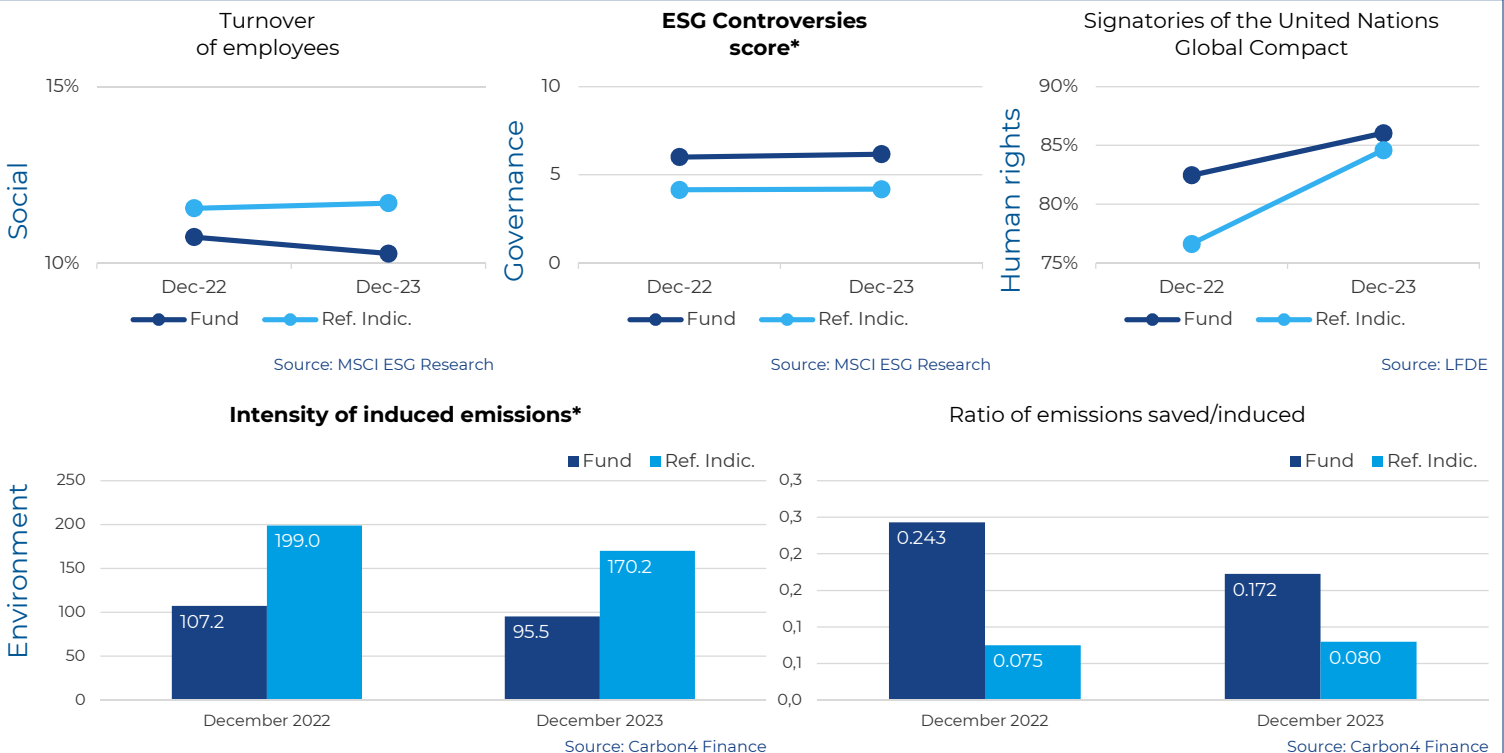 Turnover
of employees
15%
10%
Social
Dec-22
Dec-23
Fund
Ref. Indic.
Source: MSCI ESG Research
ESG Controversies
score*
10
5
0
Governance
Dec-22
Dec-23
Fund
Ref. Indic.
Source: MSCI ESG Research
Signatories of the United Nations
Global Compact
90%
85%
80%
75%
Human rights
Dec-22
Dec-23
Fund
Ref. Indic.
Source: LFDE
Intensity of induced emissions*
Fund
Ref. Indic.
Environment
250
200
150
100
50
0
107.2
199.0
95.5
170.2
December 2022
December 2023
Source: Carbon4 Finance
Ratio of emissions saved/induced
Fund
Ref. Indic.
0,3
0,3
0,2
0,2
0,1
0,1
0,0
0.243
0.075
0.172
0.080
December 2022
December 2023
Source: Carbon4 Finance